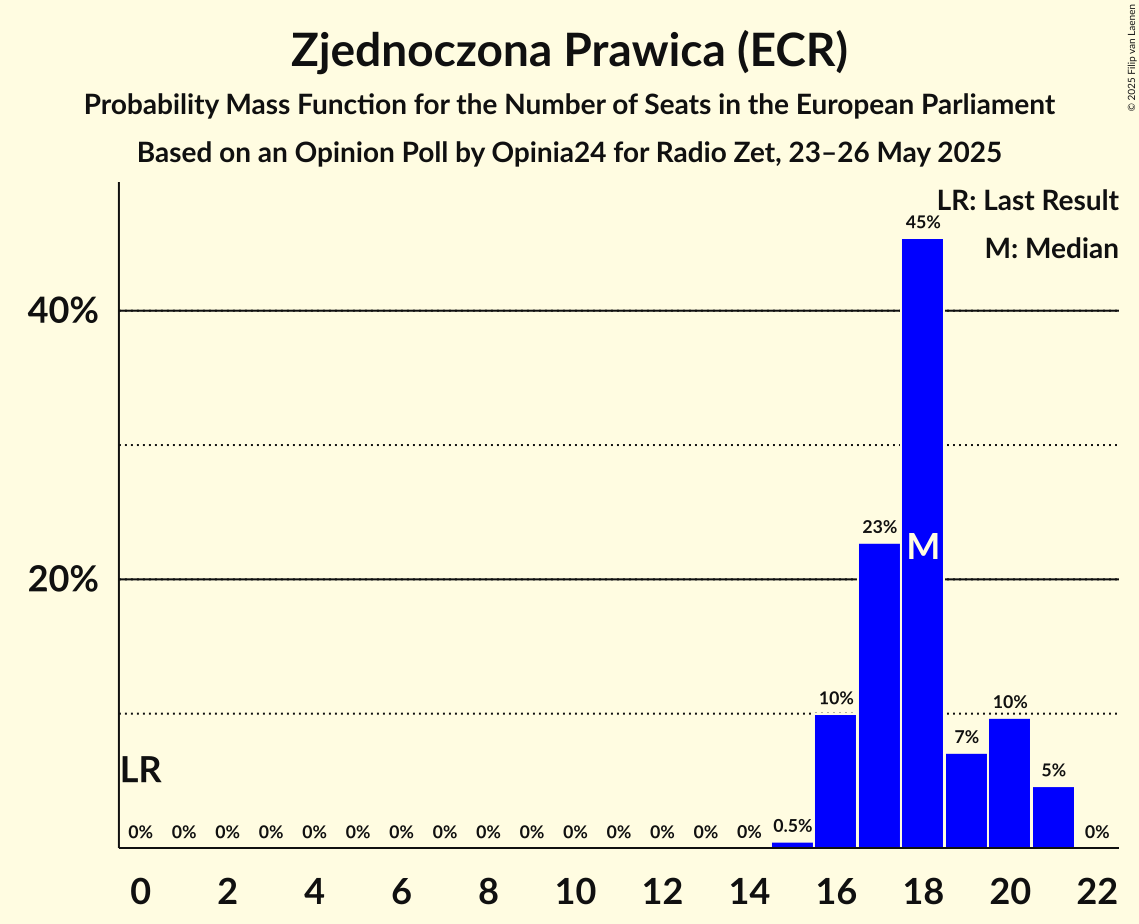 Zjednoczona Prawica (ECR)
Probability Mass Function for the Number of Seats in the European Parliament
Based on an Opinion Poll by Opinia24 for Radio Zet, 23–26 May 2025
© 2025 Filip van Laenen
LR: Last Result
M: Median
45%
40%
23%
M
20%
10%
10%
7%
5%
LR
0% 0% 0% 0% 0% 0% 0% 0% 0% 0% 0% 0% 0% 0% 0% 0.5% 0%
0 2 4 6 8 10 12 14 16 18 20 22